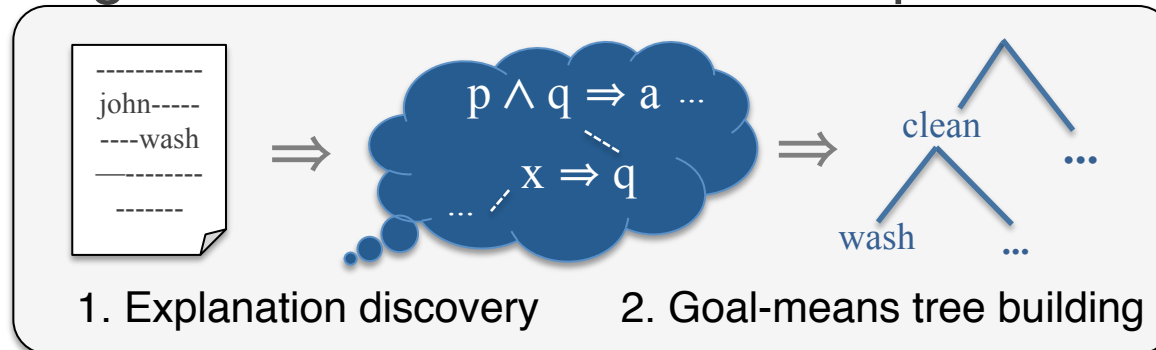 -----------
john-----
----wash
—--------
-------
⇒
p ∧ q ⇒ a ...
x ⇒ q
...
⇒
clean
...
wash
...
1. Explanation discovery
2. Goal-means tree building